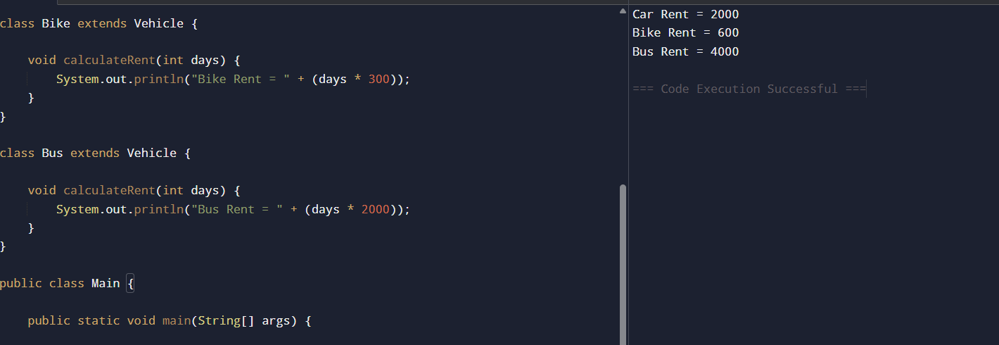 class Bike extends Vehicle {
    void calculateRent(int days) {
        System.out.println("Bike Rent = " + (days * 300));
    }
}
class Bus extends Vehicle {
    void calculateRent(int days) {
        System.out.println("Bus Rent = " + (days * 2000));
    }
}
public class Main {
    public static void main(String[] args) {
Car Rent = 2000
Bike Rent = 600
Bus Rent = 4000
=== Code Execution Successful ===